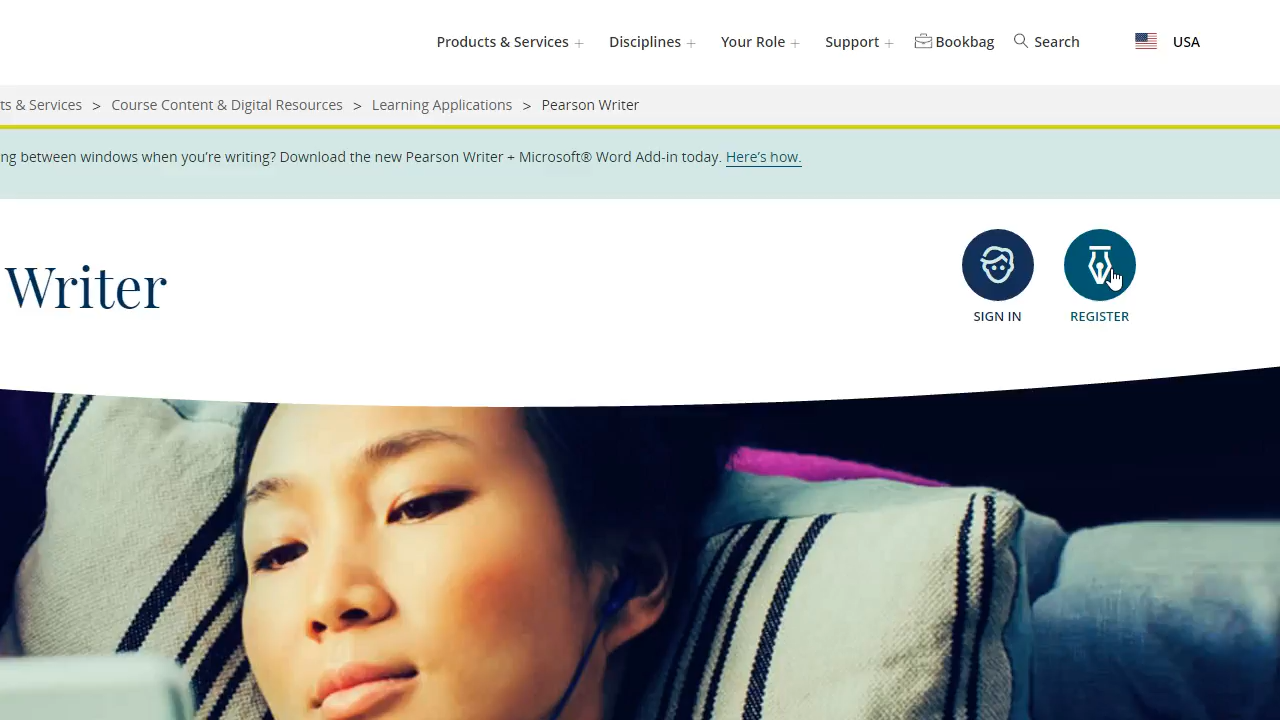 Products & Services + Disciplines + Your Role + Support + Bookbag Search USA
& Services > Course Content & Digital Resources > Learning Applications > Pearson Writer
between windows when you’re writing? Download the new Pearson Writer + Microsoft® Word Add-in today. Here’s how.
Writer
SIGN IN REGISTER